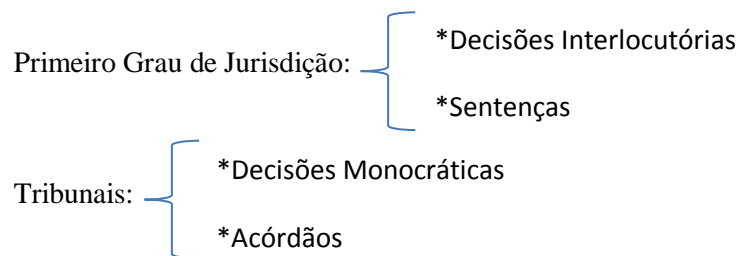 *Decisões Interlocutórias
Primeiro Grau de Jurisdição:
*Sentenças
*Decisões Monocráticas
Tribunais:
*Acórdãos